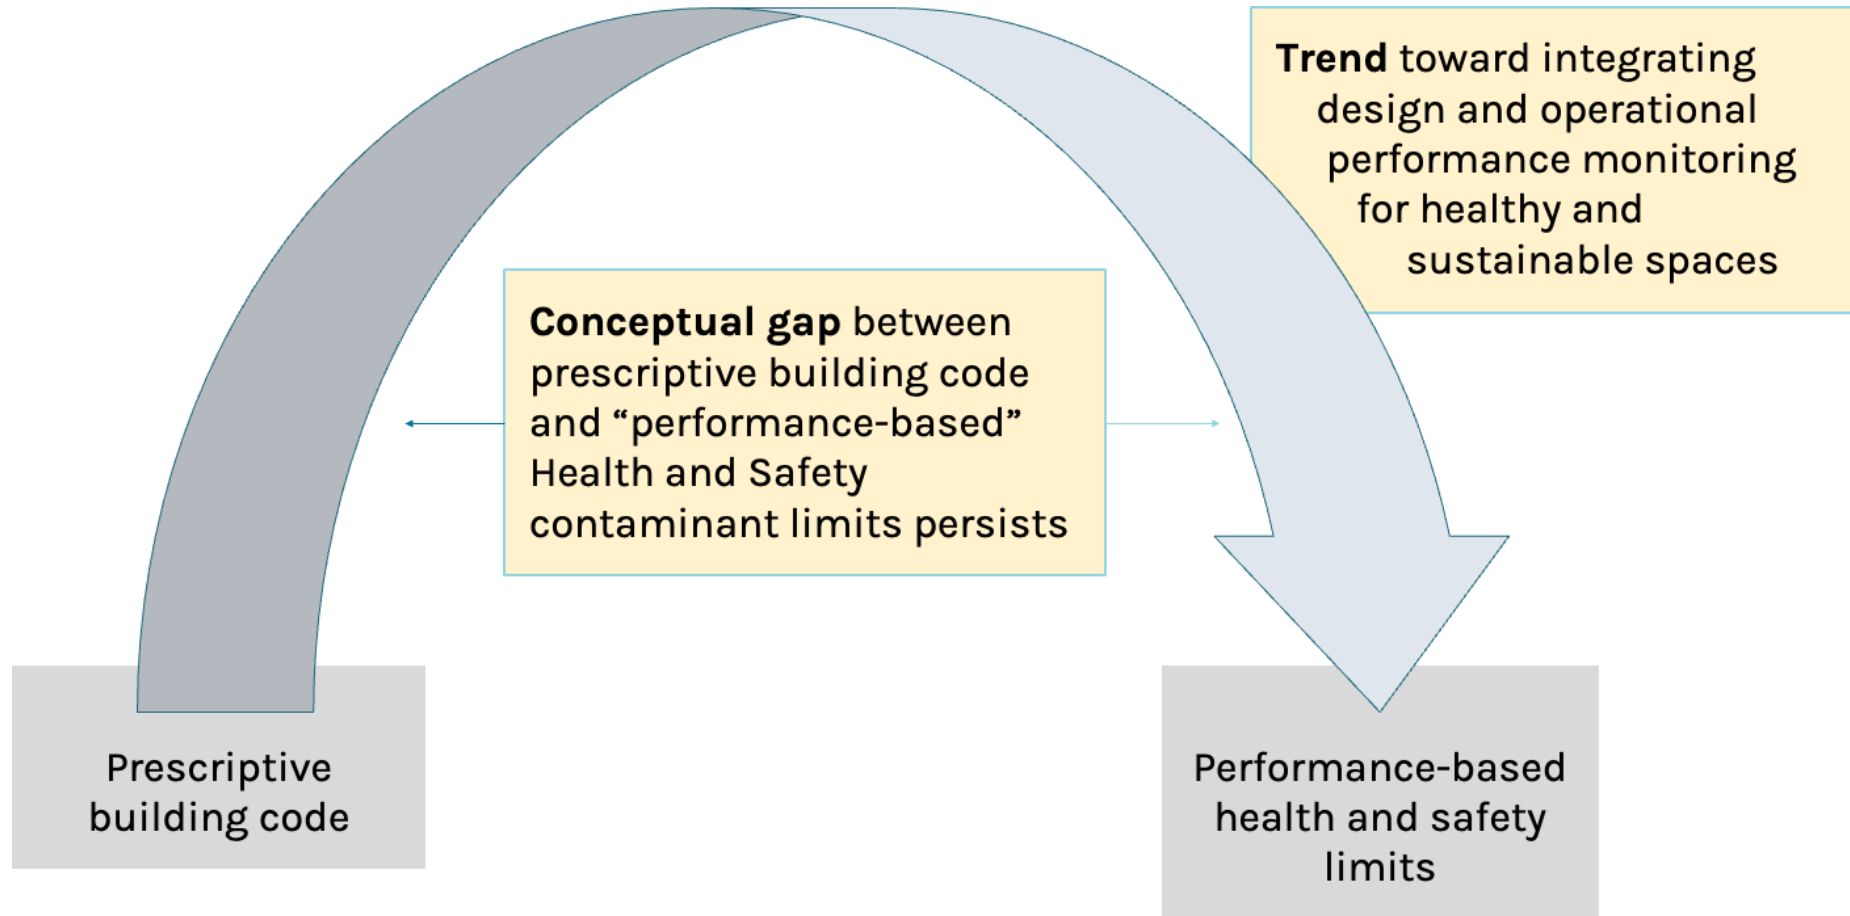 Trend toward integrating
design and operational
performance monitoring
for healthy and
sustainable spaces
Conceptual gap between
prescriptive building code
and “performance-based”
Health and Safety
contaminant limits persists
Prescriptive
building code
Performance-based
health and safety
limits